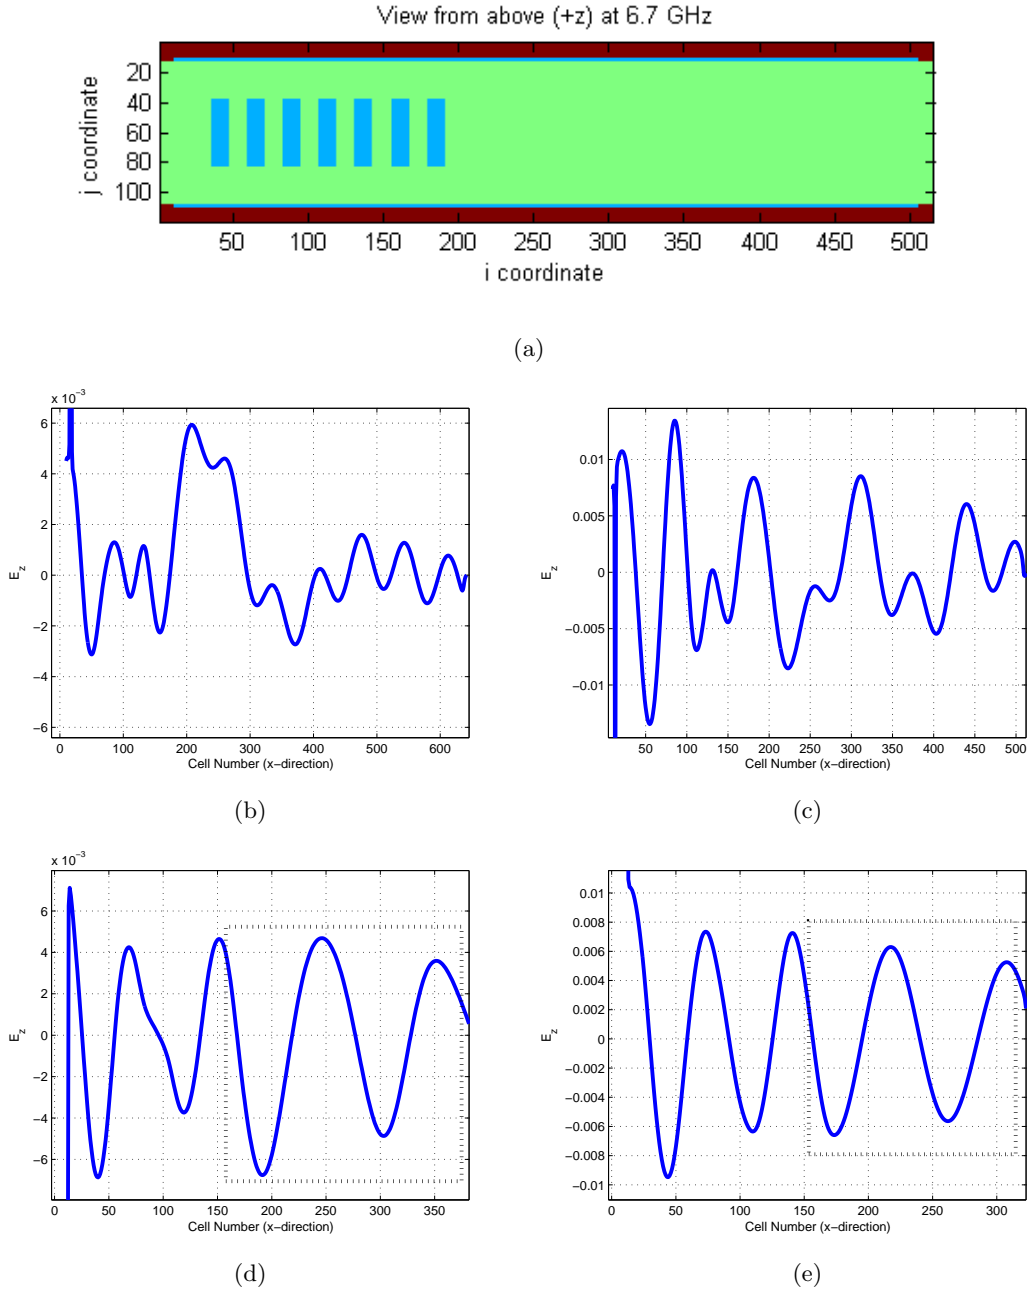 View from above (+z) at 6.7 GHz
j coordinate
20
40
60
80
100
50 100 150 200 250 300 350 400 450 500
i coordinate
(a)
x 10⁻³
6
4
2
0
−2
−4
−6
E_z
0 100 200 300 400 500 600
Cell Number (x−direction)
(b)
0.01
0.005
0
−0.005
−0.01
E_z
50 100 150 200 250 300 350 400 450 500
Cell Number (x−direction)
(c)
x 10⁻³
6
4
2
0
−2
−4
−6
E_z
0 50 100 150 200 250 300 350
Cell Number (x−direction)
(d)
0.01
0.008
0.006
0.004
0.002
0
−0.002
−0.004
−0.006
−0.008
−0.01
E_z
0 50 100 150 200 250 300
Cell Number (x−direction)
(e)